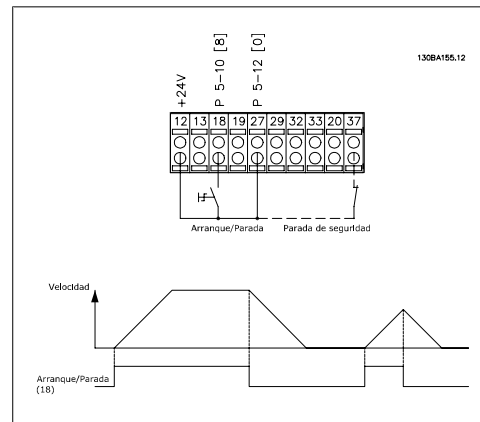 130BA155.12
+24V
P 5-10 [8]
P 5-12 [0]
12 13 18 19 27 29 32 33 20 37
Arranque/Parada Parada de seguridad
Velocidad
Arranque/Parada
(18)